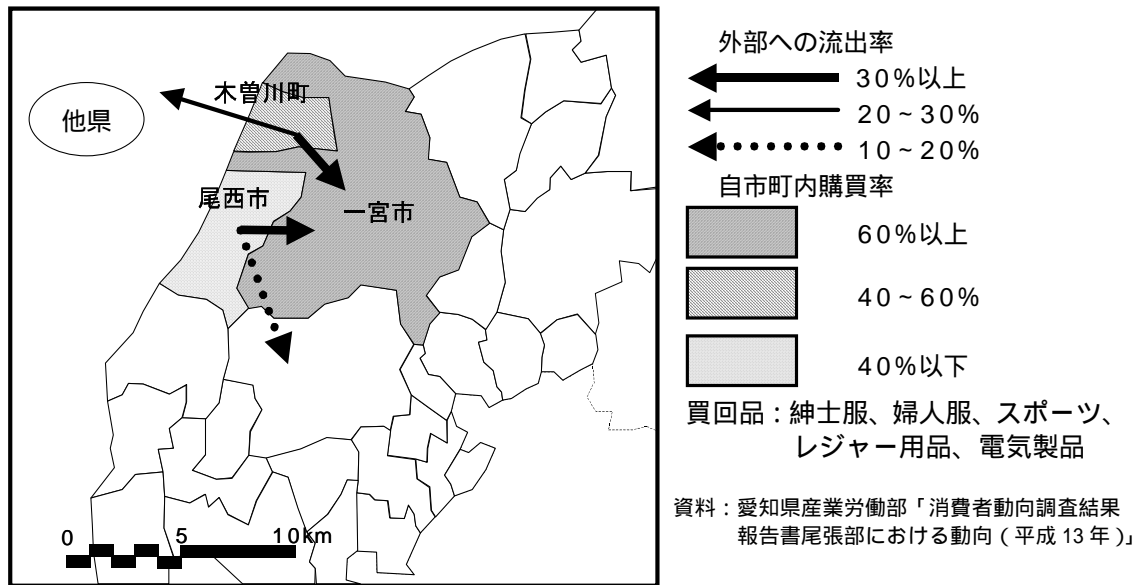 木曽川町
他県
尾西市
一宮市
0 5 10km
外部への流出率
30%以上
20~30%
10~20%
自市町内購買率
60%以上
40~60%
40%以下
買回品:紳士服、婦人服、スポーツ、
レジャー用品、電気製品
資料:愛知県産業労働部「消費者動向調査結果
報告書尾張部における動向(平成13年)」